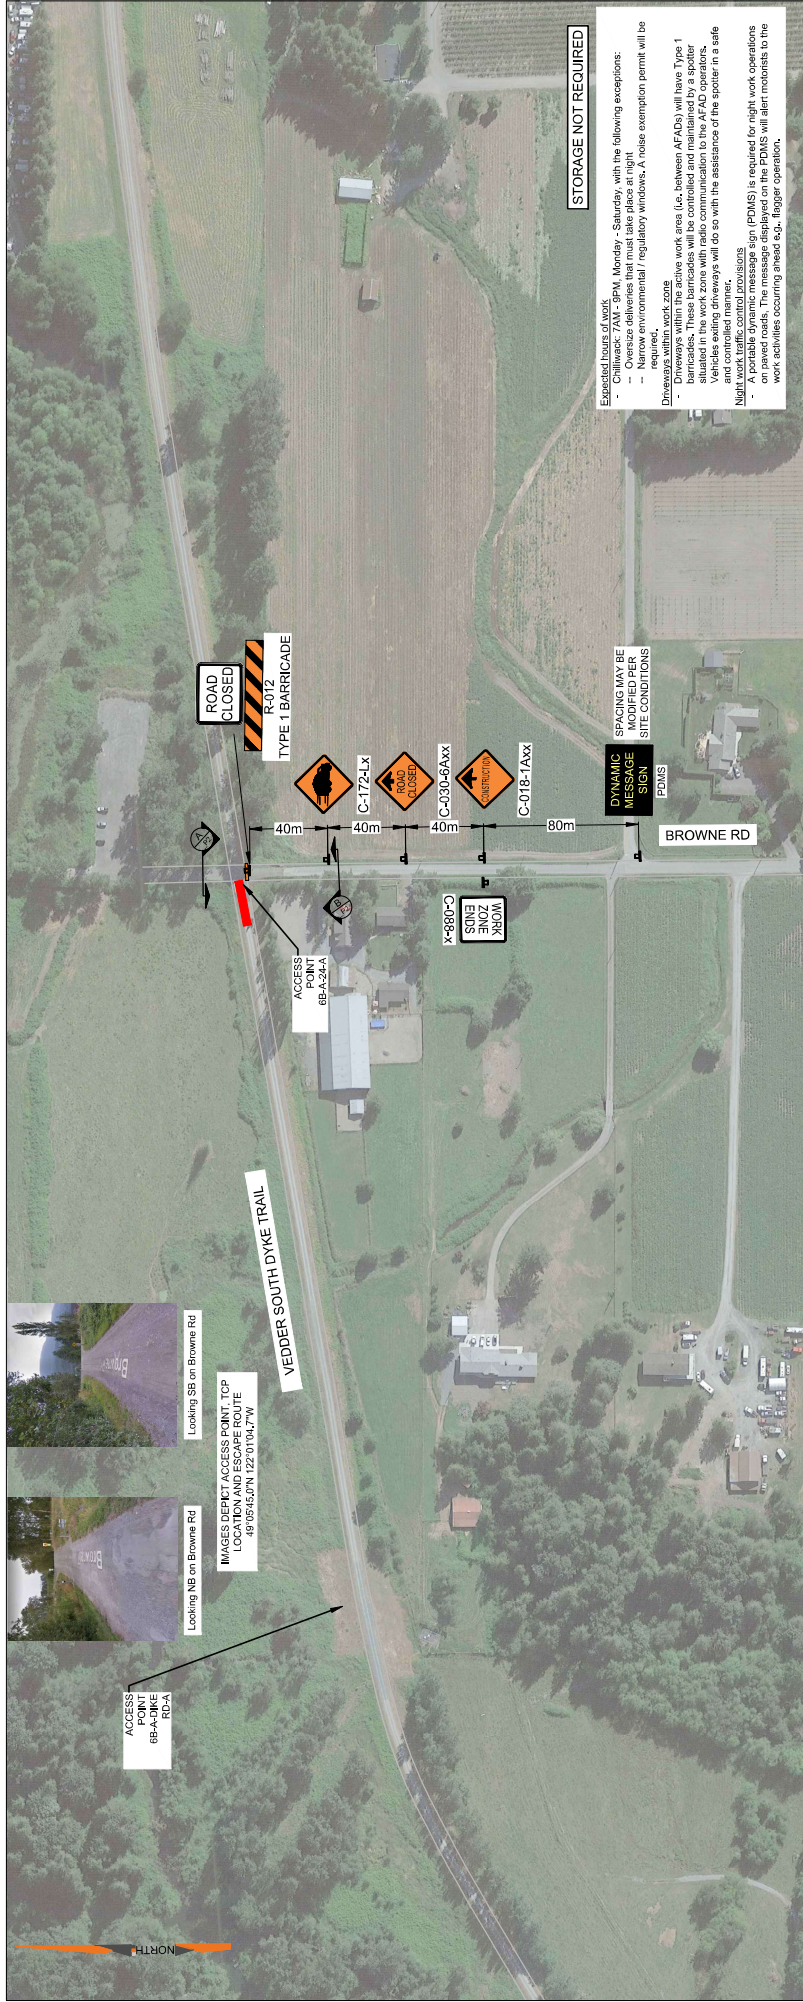 STORAGE NOT REQUIRED
Expected hours of work
- Chilliwack: 7AM - 9PM, Monday - Saturday, with the following exceptions:
-- Oversize deliveries that must take place at night
-- Narrow environmental / regulatory windows. A noise exemption permit will be
required.
Driveways within work zone
- Driveways within the active work area (i.e. between AFADs) will have Type 1
barricades. These barricades will be controlled and maintained by a spotter
situated in the work zone with radio communication to the AFAD operators.
Vehicles exiting driveways will do so with the assistance of the spotter in a safe
and controlled manner.
Night work traffic control provisions
- A portable dynamic message sign (PDMS) is required for night work operations
on paved roads. The message displayed on the PDMS will alert motorists to the
work activities occurring ahead e.g., flagger operation.
ROAD
CLOSED
R-012
TYPE 1 BARRICADE
C-172-Lx
ROAD
CLOSED
C-030-6Axx
CONSTRUCTION
C-018-1Axx
SPACING MAY BE
MODIFIED PER
SITE CONDITIONS
DYNAMIC
MESSAGE
SIGN
PDMS
40m
40m
40m
80m
BROWNE RD
A
P2
B
P2
C-088-x
WORK
ZONE
ENDS
ACCESS
POINT
6B-A-24-A
VEDDER SOUTH DYKE TRAIL
Looking SB on Browne Rd
Looking NB on Browne Rd
IMAGES DEPICT ACCESS POINT, TCP
LOCATION AND ESCAPE ROUTE
49°05'45.0"N 122°01'04.7"W
ACCESS
POINT
6B-A-DIKE
RD-A
NORTH